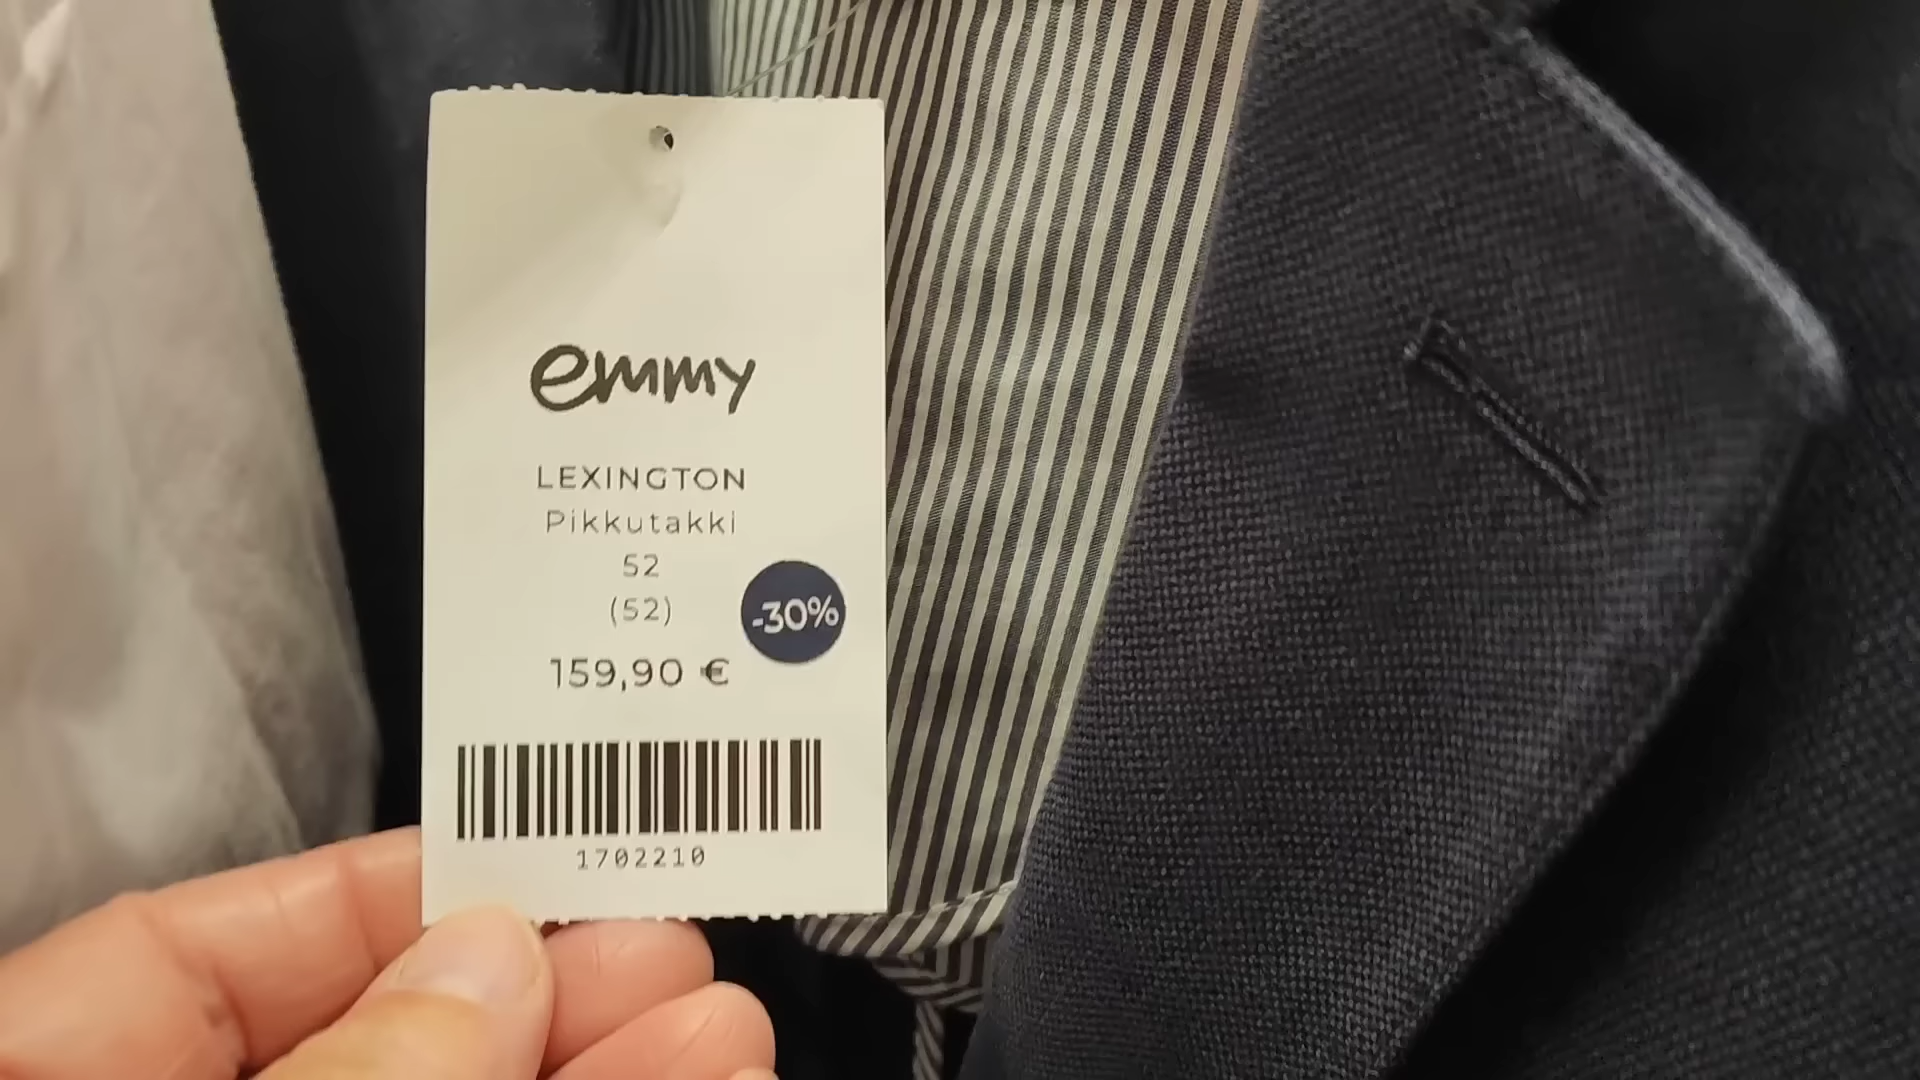 emmy
LEXINGTON
Pikkutakki
52
(52)
-30%
159,90 €
1702210